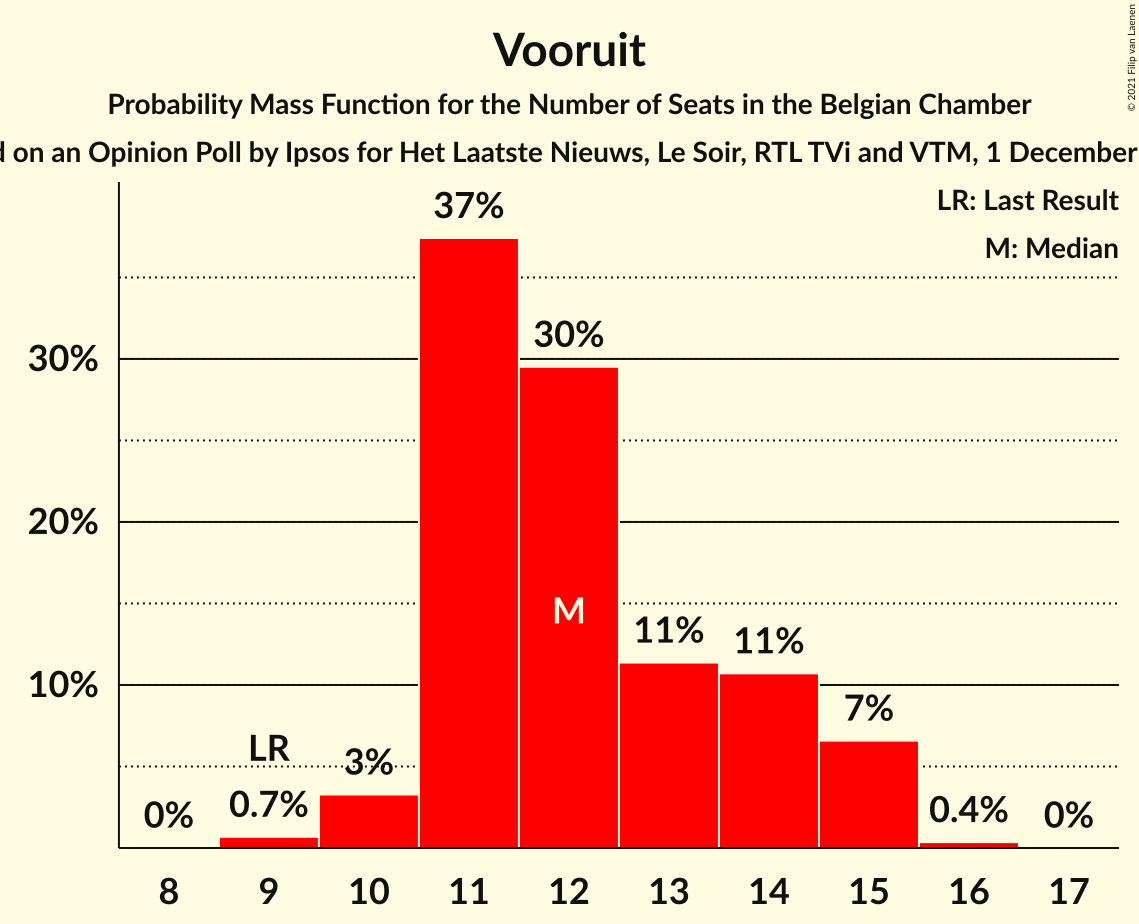 Vooruit
Probability Mass Function for the Number of Seats in the Belgian Chamber
on an Opinion Poll by Ipsos for Het Laatste Nieuws, Le Soir, RTL TVi and VTM, 1 December
© 2021 Filip van Laenen
LR: Last Result
M: Median
37%
30%
30%
20%
M
11%
11%
10%
7%
LR
3%
0%
0.7%
0.4%
0%
8 9 10 11 12 13 14 15 16 17